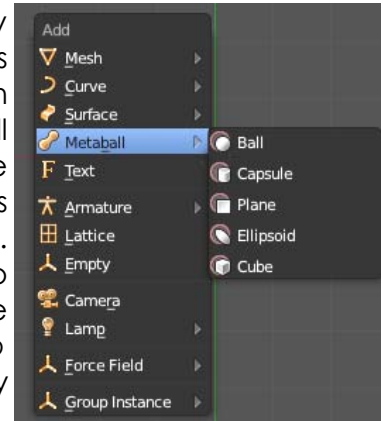 Add
Mesh
Curve
Surface
Metaball
Text
Armature
Lattice
Empty
Camera
Lamp
Force Field
Group Instance
Ball
Capsule
Plane
Ellipsoid
Cube